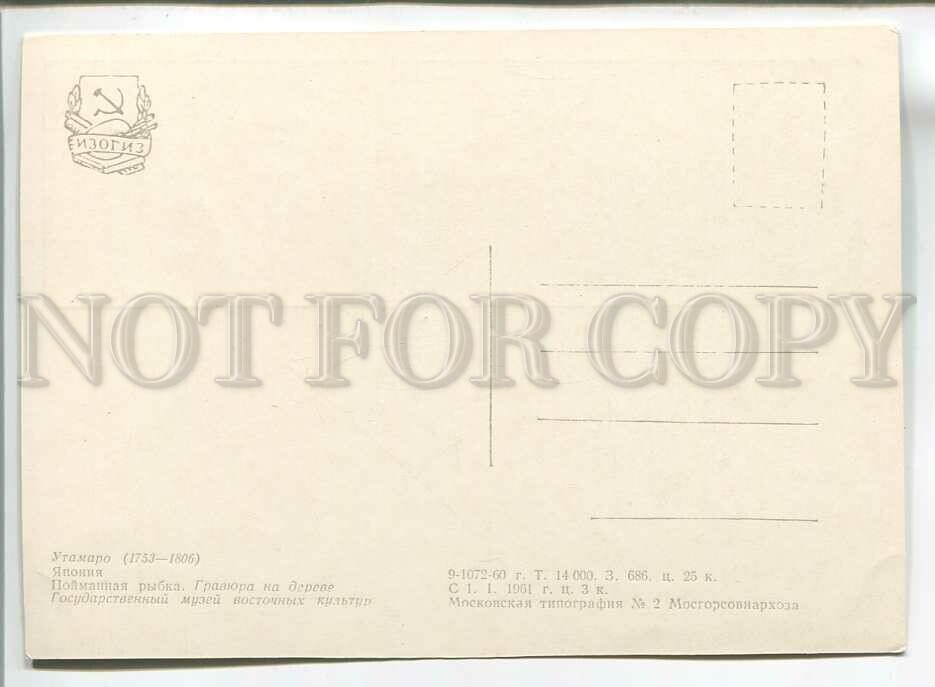 ИЗОГИЗ
NOT FOR COPY
Утамаро (1753—1806)
Япония
Пойманная рыбка. Гравюра на дереве
Государственный музей восточных культур
9-1072-60 г. Т. 14 000. З. 686. ц. 25 к.
С 1. 1. 1961 г. ц. 3 к.
Московская типография № 2 Мосгорсовнархоза